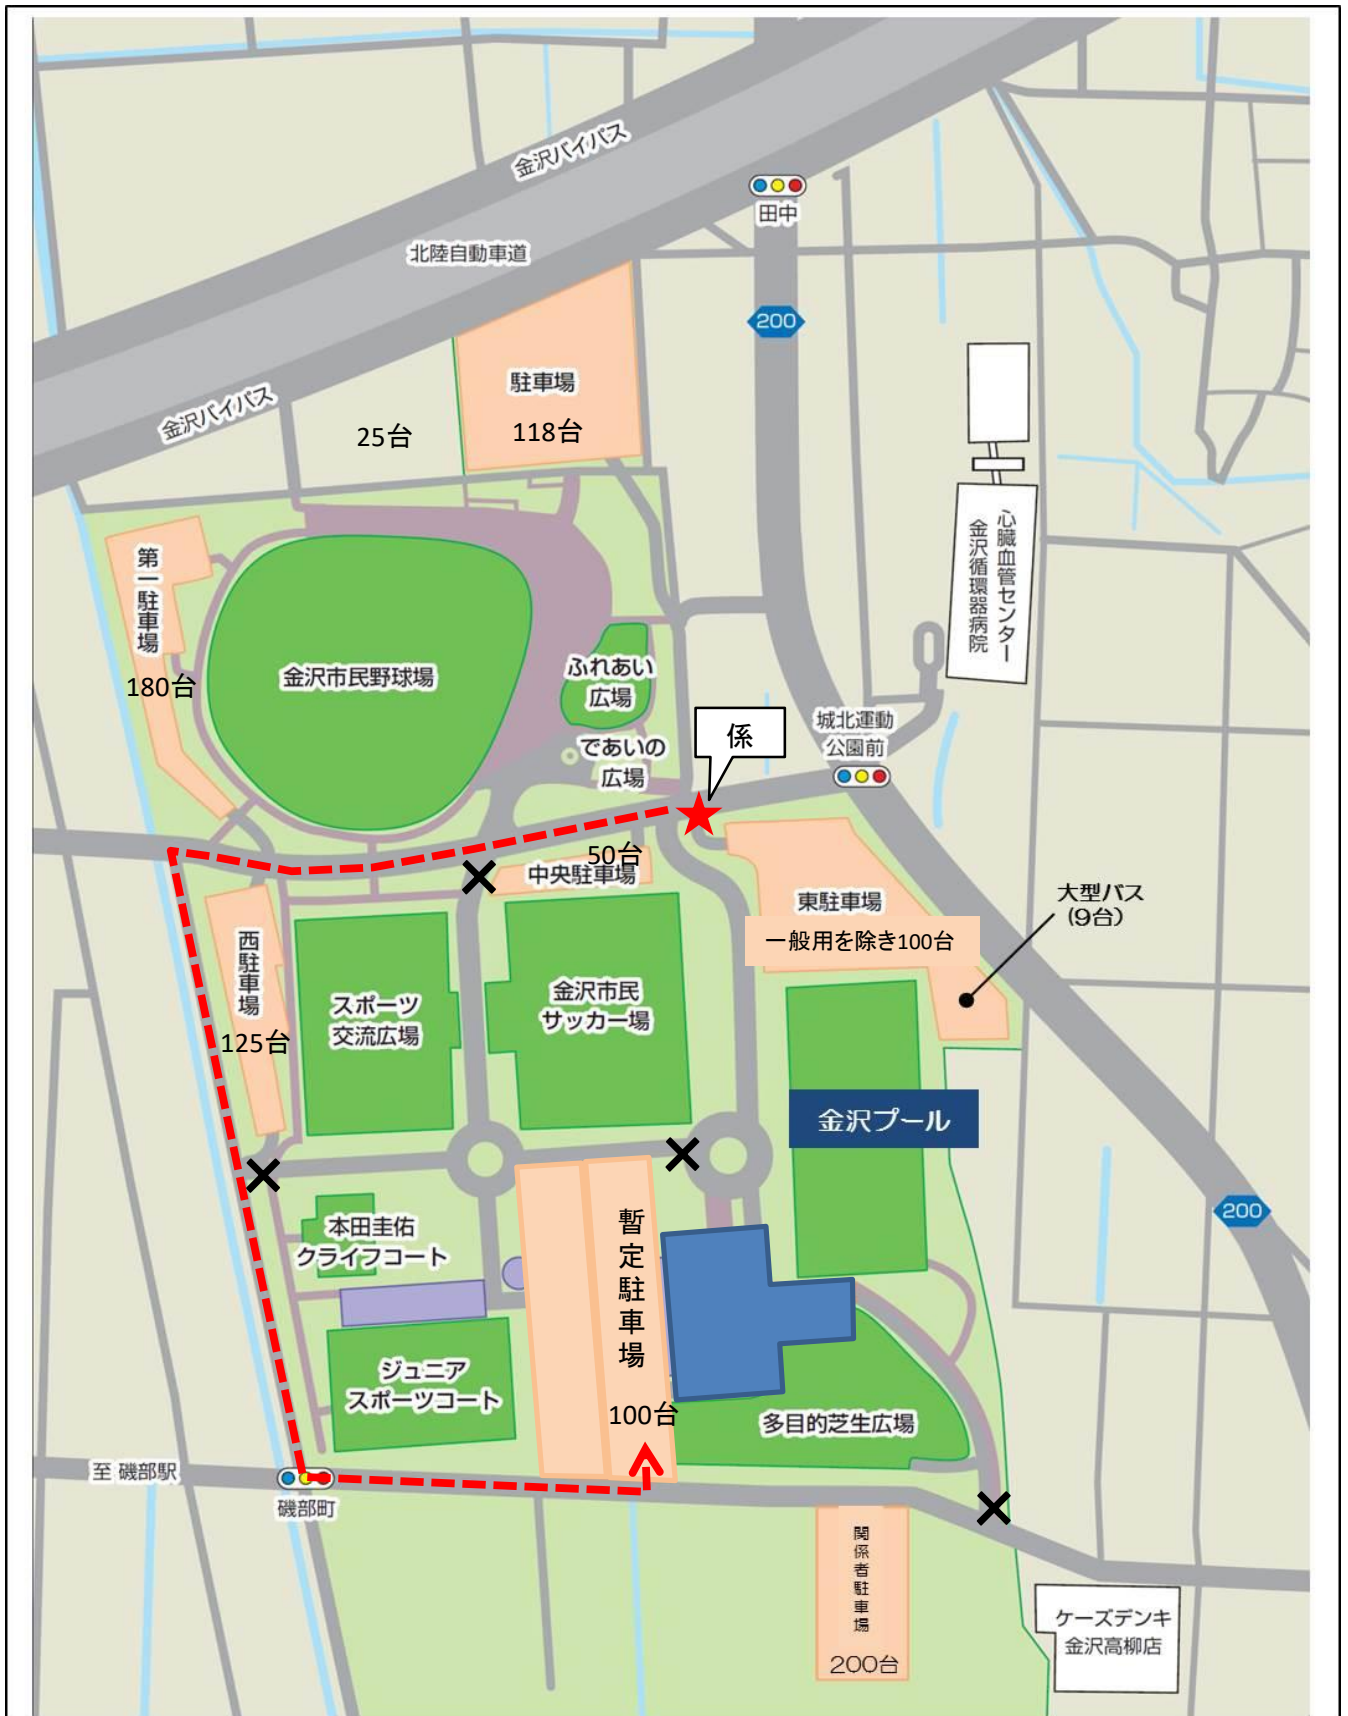 金沢バイパス
田中
北陸自動車道
200
駐車場
118台
金沢バイパス
25台
心臓血管センター
金沢循環器病院
第一駐車場
180台
金沢市民野球場
ふれあい
広場
係
城北運動
公園前
であいの
広場
50台
中央駐車場
東駐車場
一般用を除き100台
大型バス
(9台)
西駐車場
125台
スポーツ
交流広場
金沢市民
サッカー場
金沢プール
200
本田圭佑
クライフコート
暫定駐車場
100台
ジュニア
スポーツコート
多目的芝生広場
至 磯部駅
磯部町
関係者駐車場
200台
ケーズデンキ
金沢高柳店